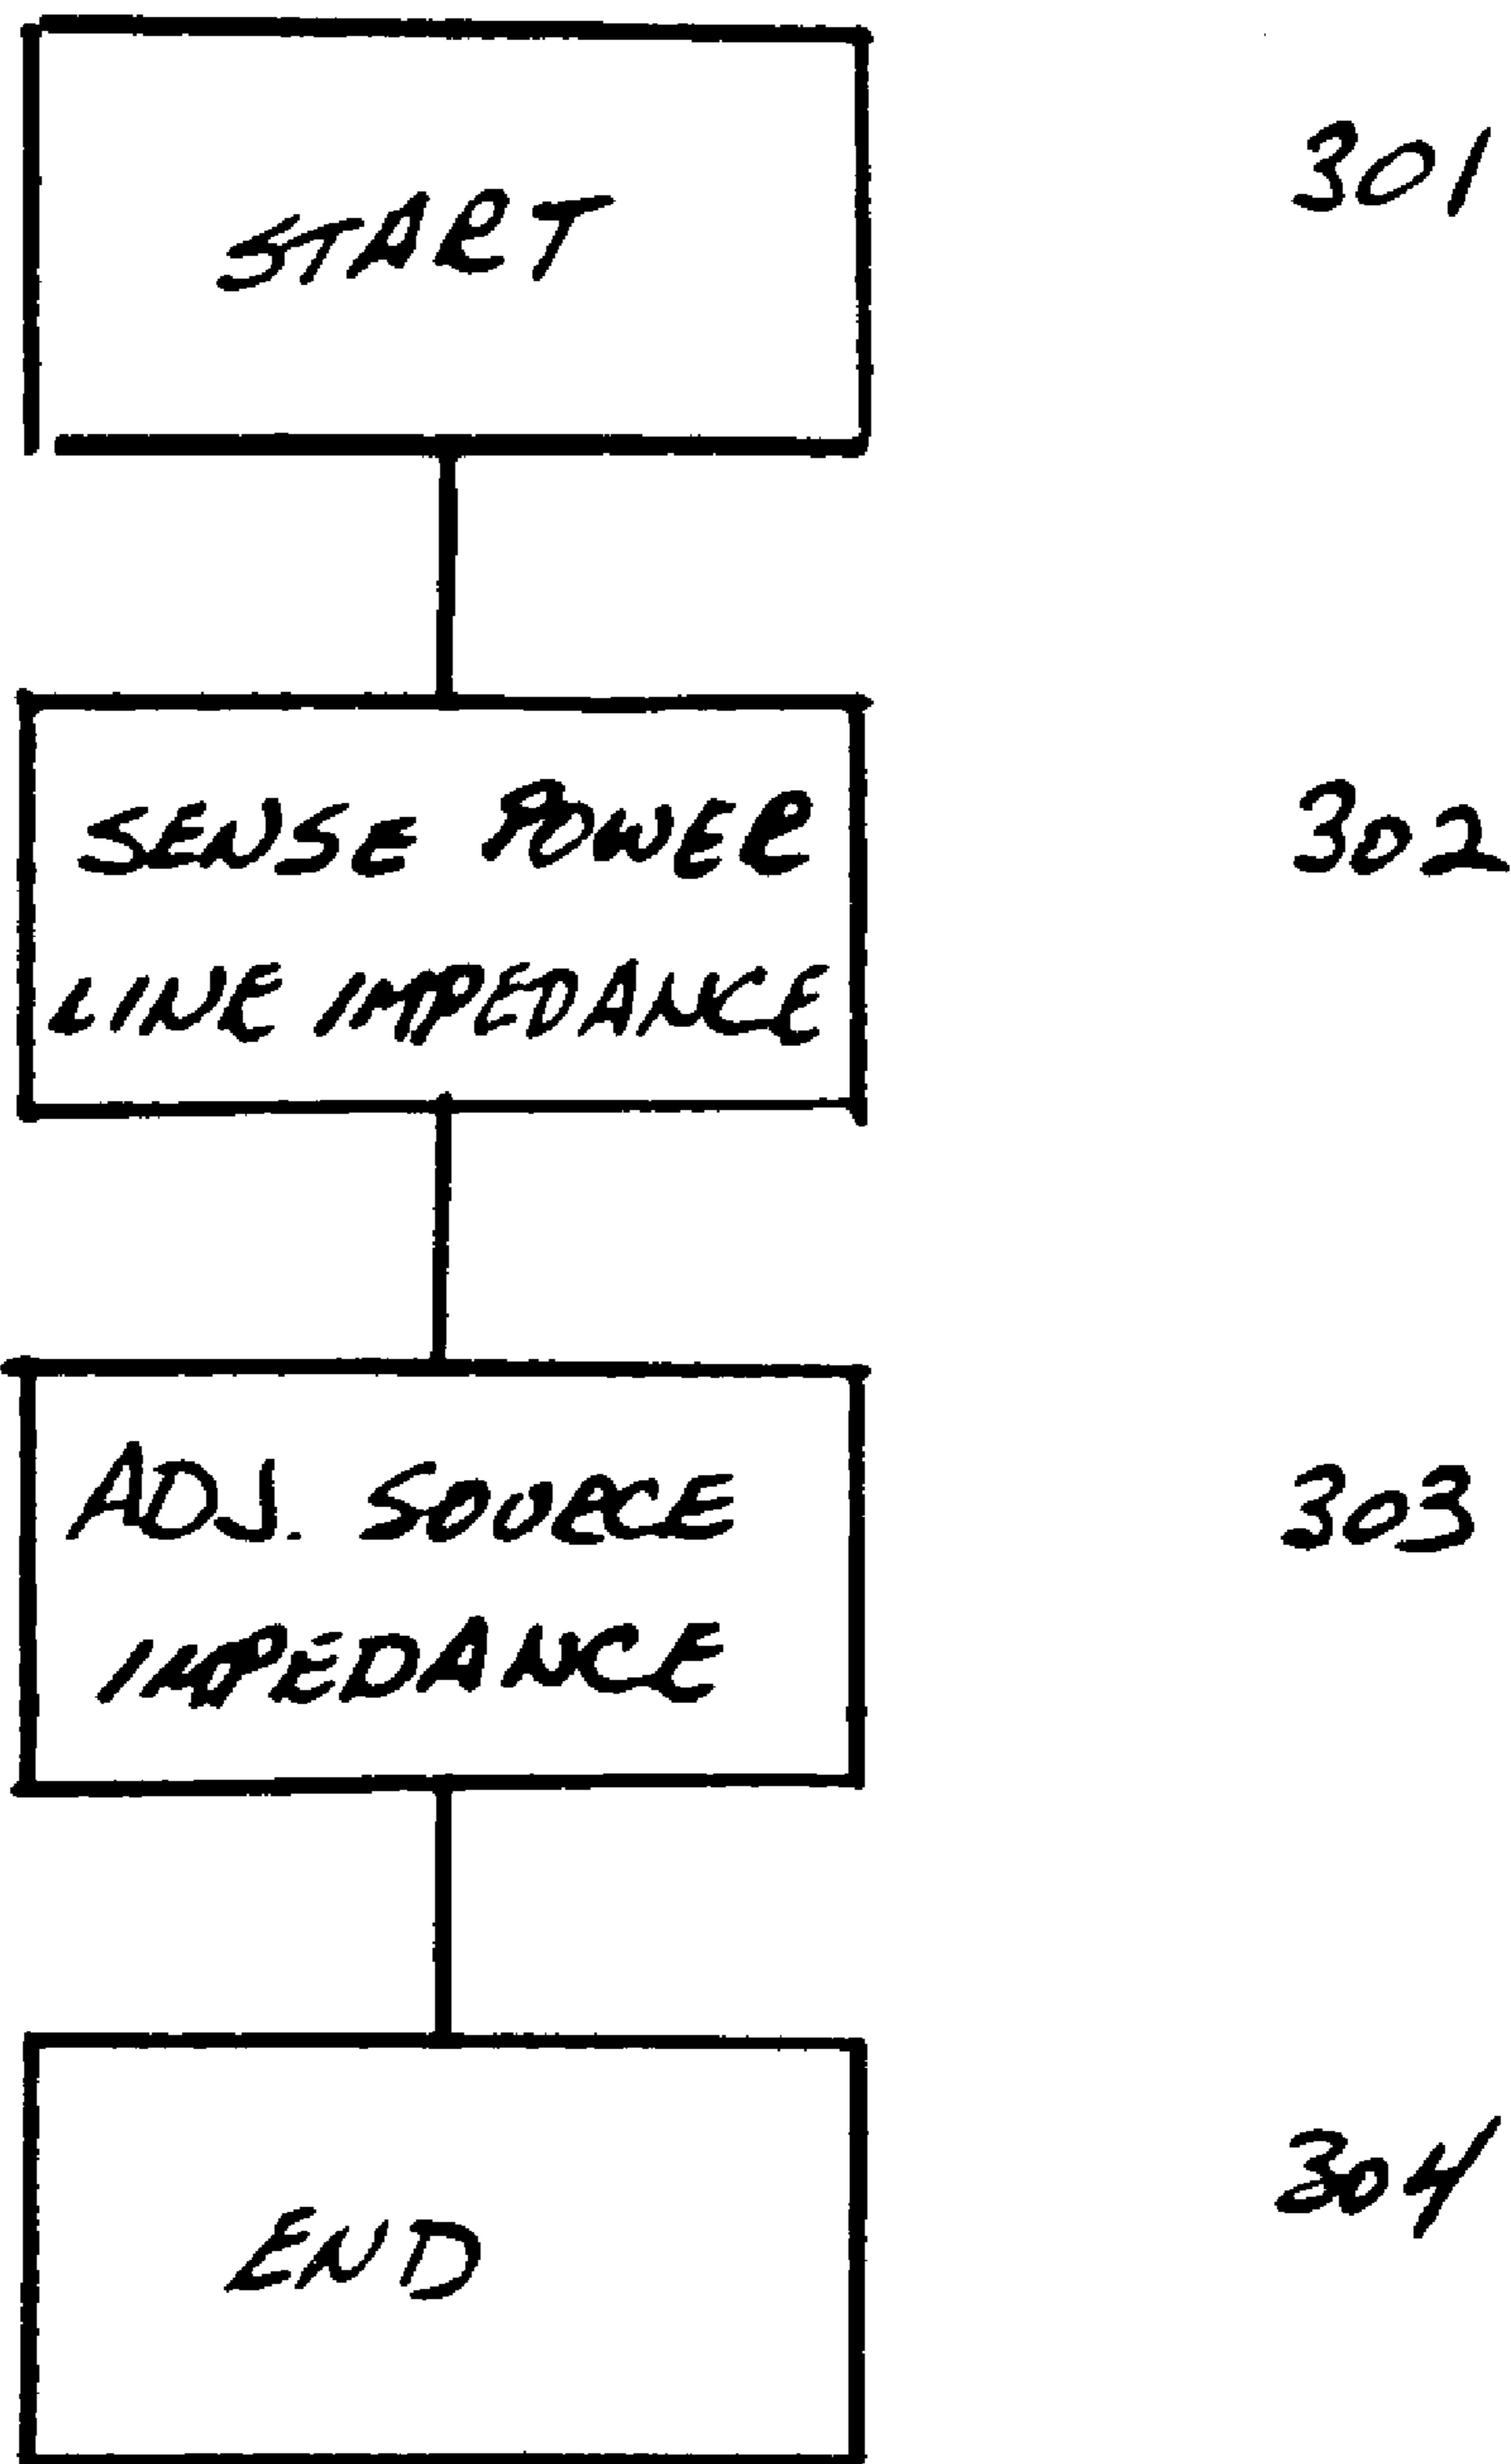 START
301
SENSE POWER
302
LINE IMPEDANCE
ADJ. SOURCE
303
IMPEDANCE
END
304